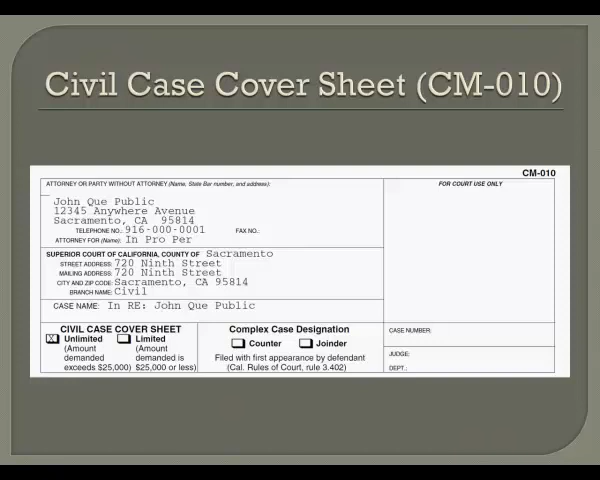 Civil Case Cover Sheet (CM-010)
CM-010
ATTORNEY OR PARTY WITHOUT ATTORNEY (Name, State Bar number, and address):
FOR COURT USE ONLY
John Que Public
12345 Anywhere Avenue
Sacramento, CA 95814
TELEPHONE NO.: 916-000-0001 FAX NO.:
ATTORNEY FOR (Name): In Pro Per
SUPERIOR COURT OF CALIFORNIA, COUNTY OF Sacramento
STREET ADDRESS: 720 Ninth Street
MAILING ADDRESS: 720 Ninth Street
CITY AND ZIP CODE: Sacramento, CA 95814
BRANCH NAME: Civil
CASE NAME: In RE: John Que Public
CIVIL CASE COVER SHEET
X Unlimited Limited
(Amount (Amount
demanded demanded is
exceeds $25,000) $25,000 or less)
Complex Case Designation
Counter Joinder
Filed with first appearance by defendant
(Cal. Rules of Court, rule 3.402)
CASE NUMBER:
JUDGE:
DEPT.: